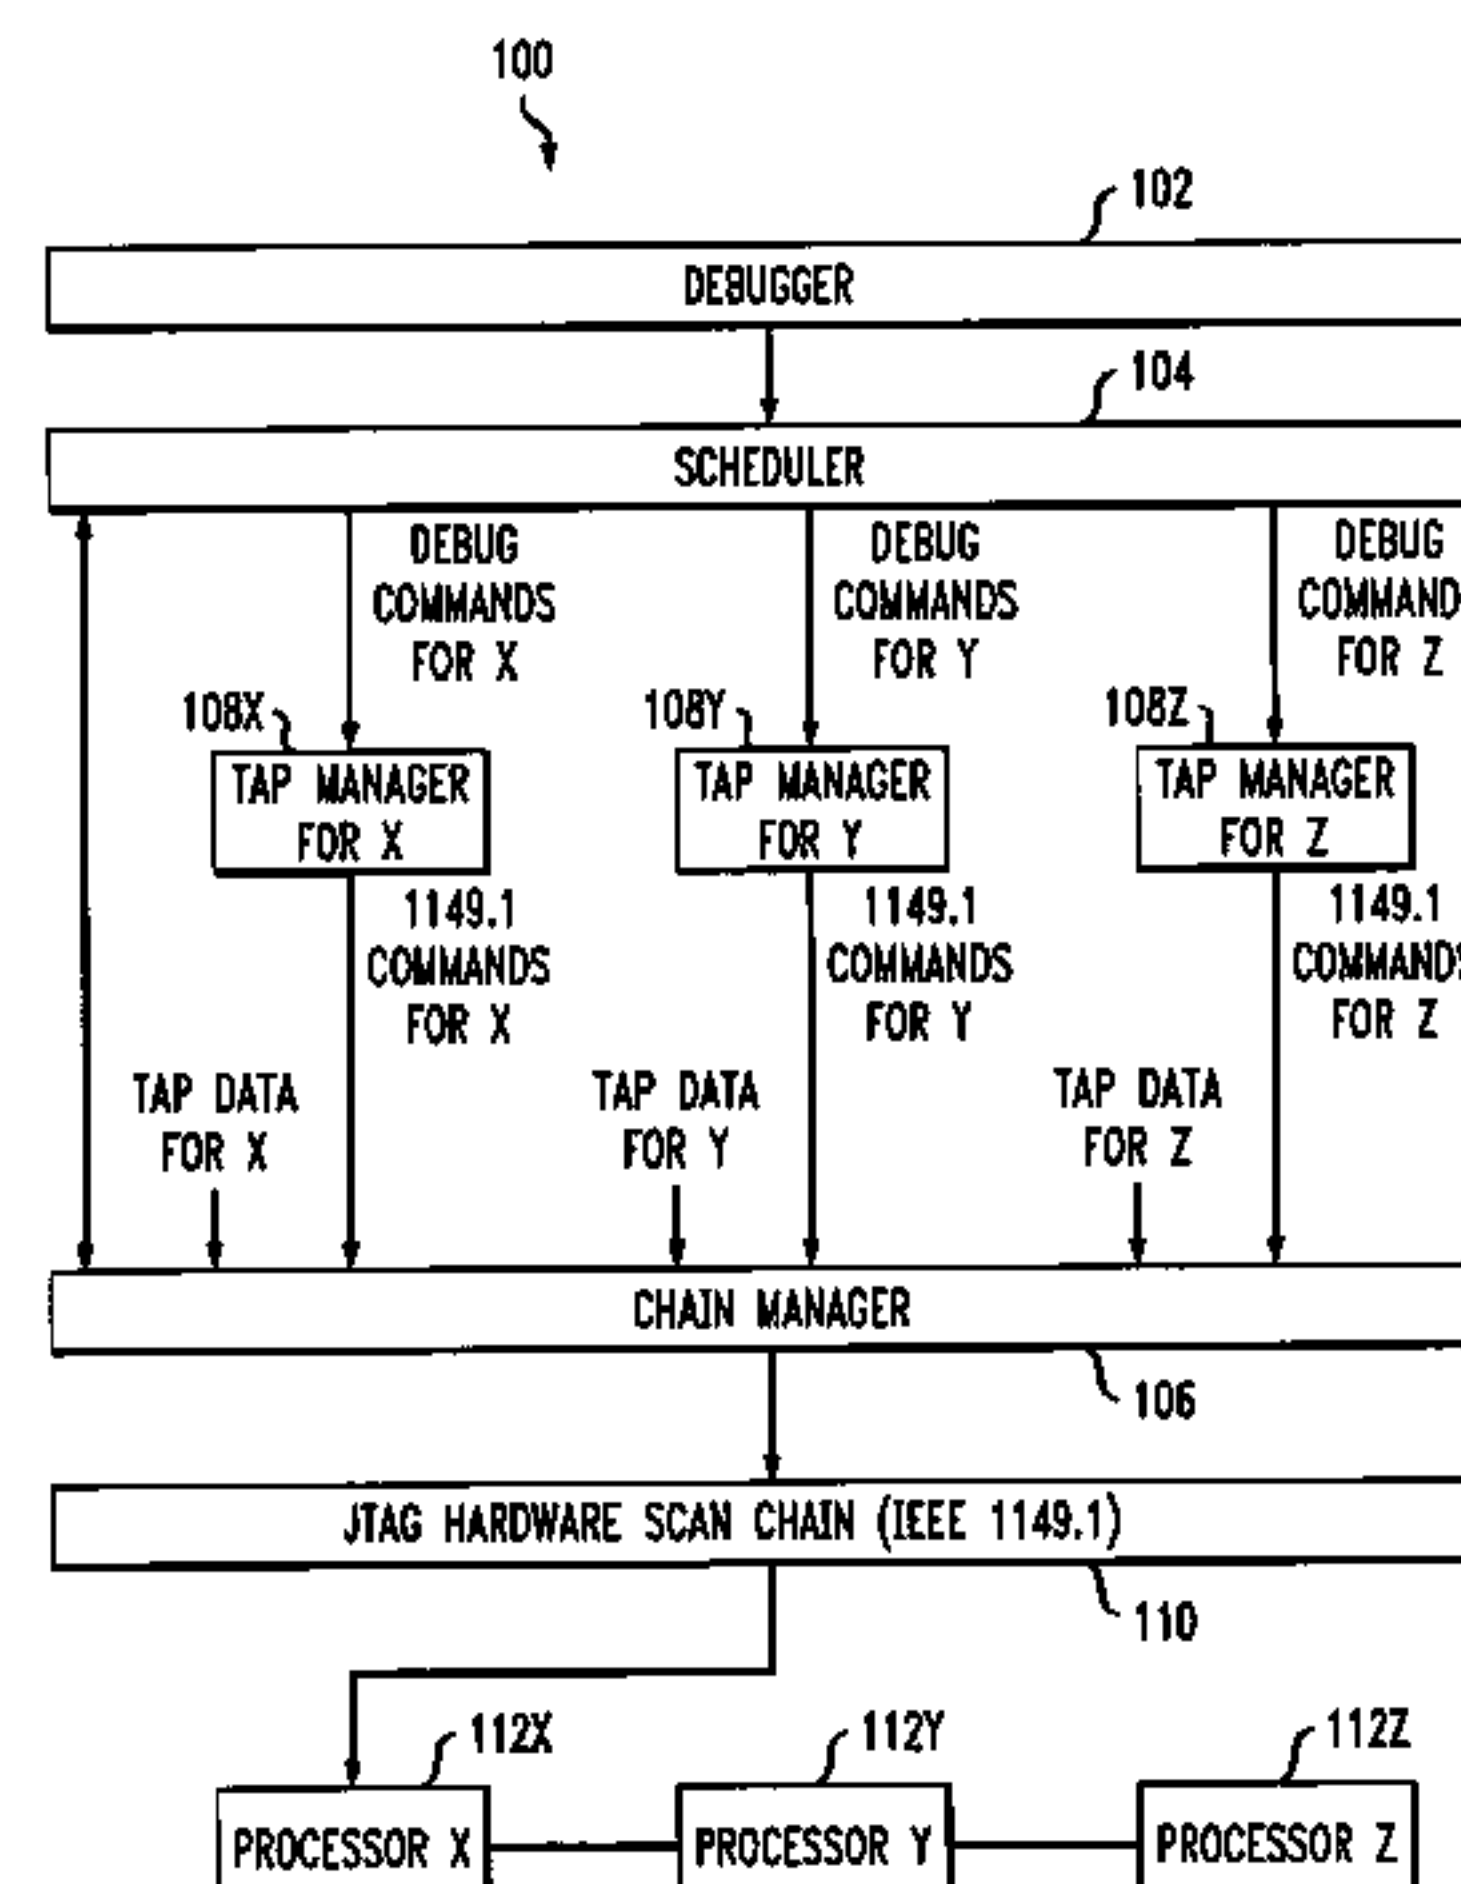 100
102
DEBUGGER
104
SCHEDULER
DEBUG
COMMANDS
FOR X
DEBUG
COMMANDS
FOR Y
DEBUG
COMMAND
FOR Z
108X
108Y
108Z
TAP MANAGER
FOR X
TAP MANAGER
FOR Y
TAP MANAGER
FOR Z
1149.1
COMMANDS
FOR X
1149.1
COMMANDS
FOR Y
1149.1
COMMANDS
FOR Z
TAP DATA
FOR X
TAP DATA
FOR Y
TAP DATA
FOR Z
CHAIN MANAGER
106
JTAG HARDWARE SCAN CHAIN (IEEE 1149.1)
110
112X
112Y
112Z
PROCESSOR X
PROCESSOR Y
PROCESSOR Z